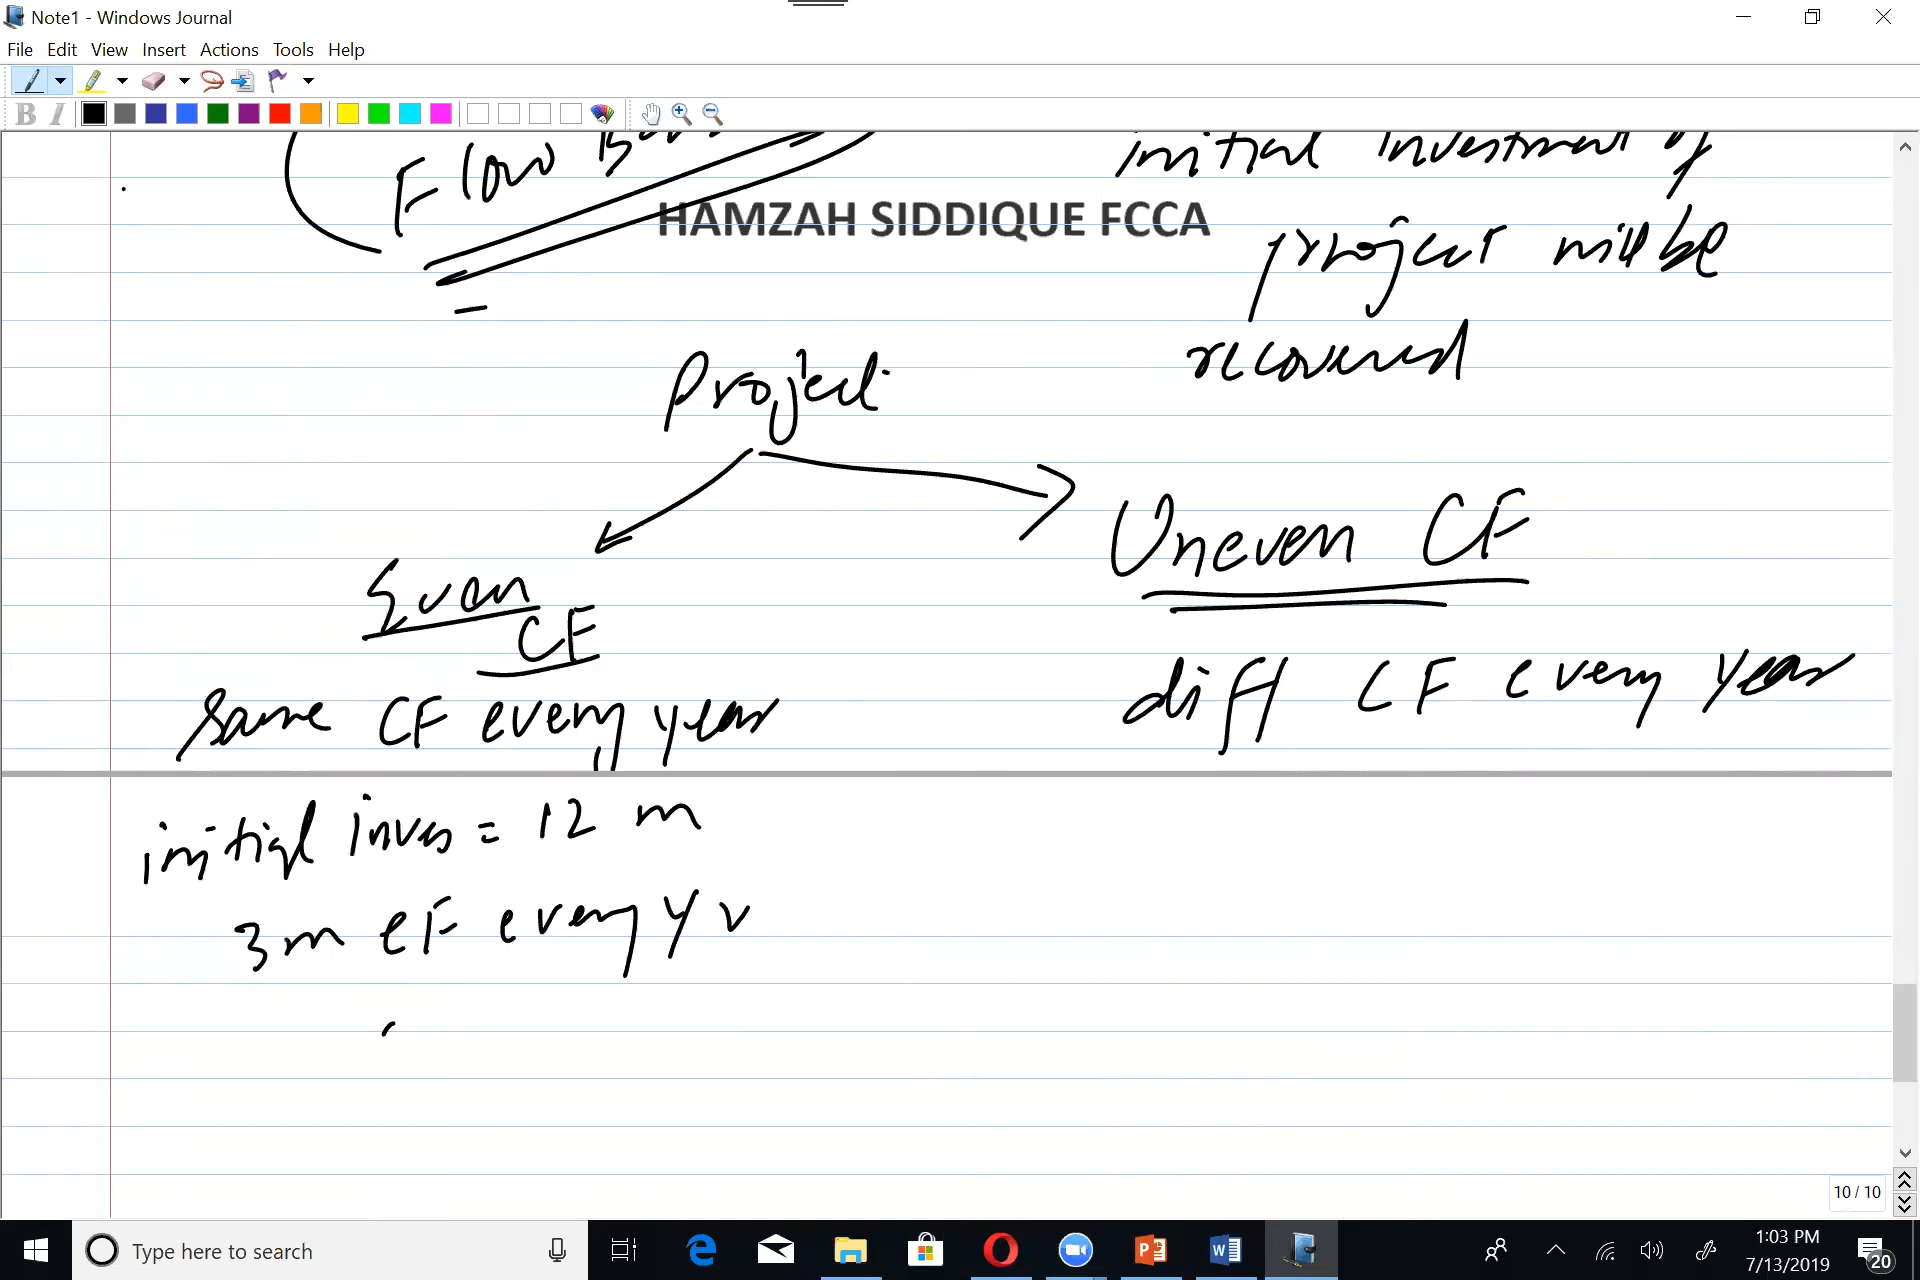 Note1 - Windows Journal
File Edit View Insert Actions Tools Help
B I
initial investment of
Flow
HAMZAH SIDDIQUE FCCA
project will be
recovered
Project
Uneven CF
Even
CF
same CF every year
diff CF every year
initial inves = 12 m
3m CF every yr
10 / 10
Type here to search
1:03 PM
7/13/2019
20